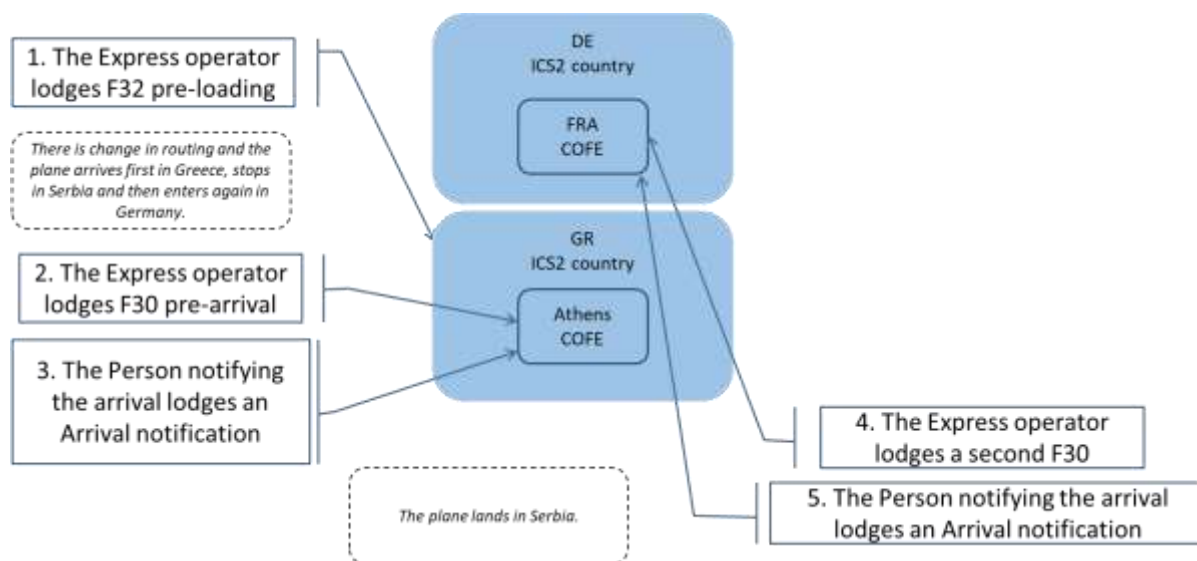 1. The Express operator
lodges F32 pre-loading
There is change in routing and the
plane arrives first in Greece, stops
in Serbia and then enters again in
Germany.
DE
ICS2 country
FRA
COFE
GR
ICS2 country
Athens
COFE
2. The Express operator
lodges F30 pre-arrival
3. The Person notifying
the arrival lodges an
Arrival notification
The plane lands in Serbia.
4. The Express operator
lodges a second F30
5. The Person notifying the arrival
lodges an Arrival notification